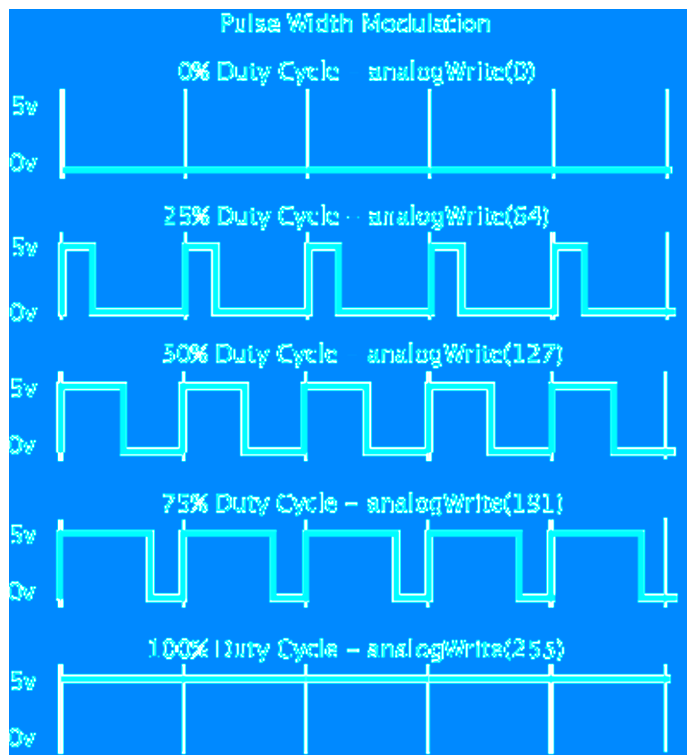 Pulse Width Modulation
0% Duty Cycle – analogWrite(0)
5v
0v
25% Duty Cycle – analogWrite(64)
5v
0v
50% Duty Cycle – analogWrite(127)
5v
0v
75% Duty Cycle – analogWrite(191)
5v
0v
100% Duty Cycle – analogWrite(255)
5v
0v